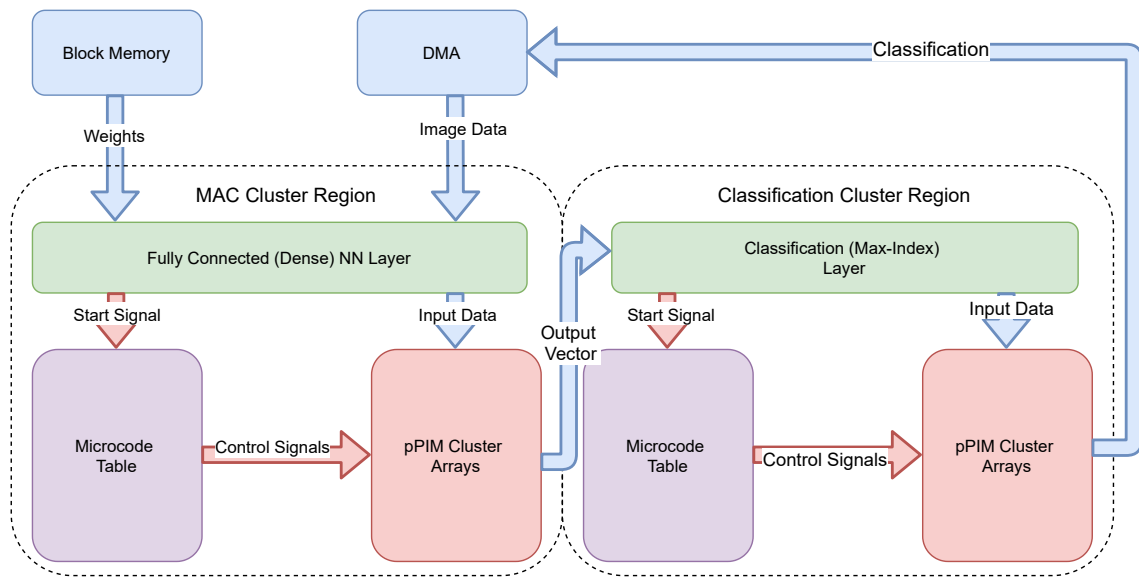 Block Memory
DMA
Classification
Weights
Image Data
MAC Cluster Region
Classification Cluster Region
Fully Connected (Dense) NN Layer
Classification (Max-Index)
Layer
Start Signal
Input Data
Output
Vector
Start Signal
Input Data
Microcode
Table
Control Signals
pPIM Cluster
Arrays
Microcode
Table
Control Signals
pPIM Cluster
Arrays